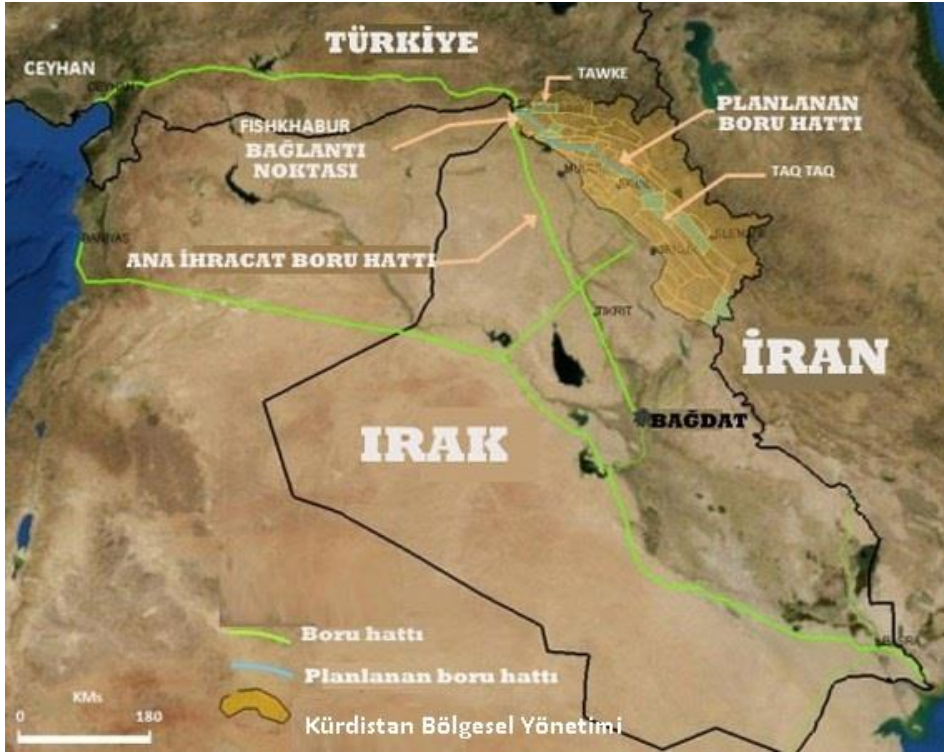 TÜRKİYE
CEYHAN
TAWKE
PLANLANAN
BORU HATTI
FISHKHABUR
BAĞLANTI
NOKTASI
TAQ TAQ
ANA İHRACAT BORU HATTI
TIKRIT
İRAN
BAĞDAT
IRAK
Boru hattı
Planlanan boru hattı
KMs
0 180
Kürdistan Bölgesel Yönetimi